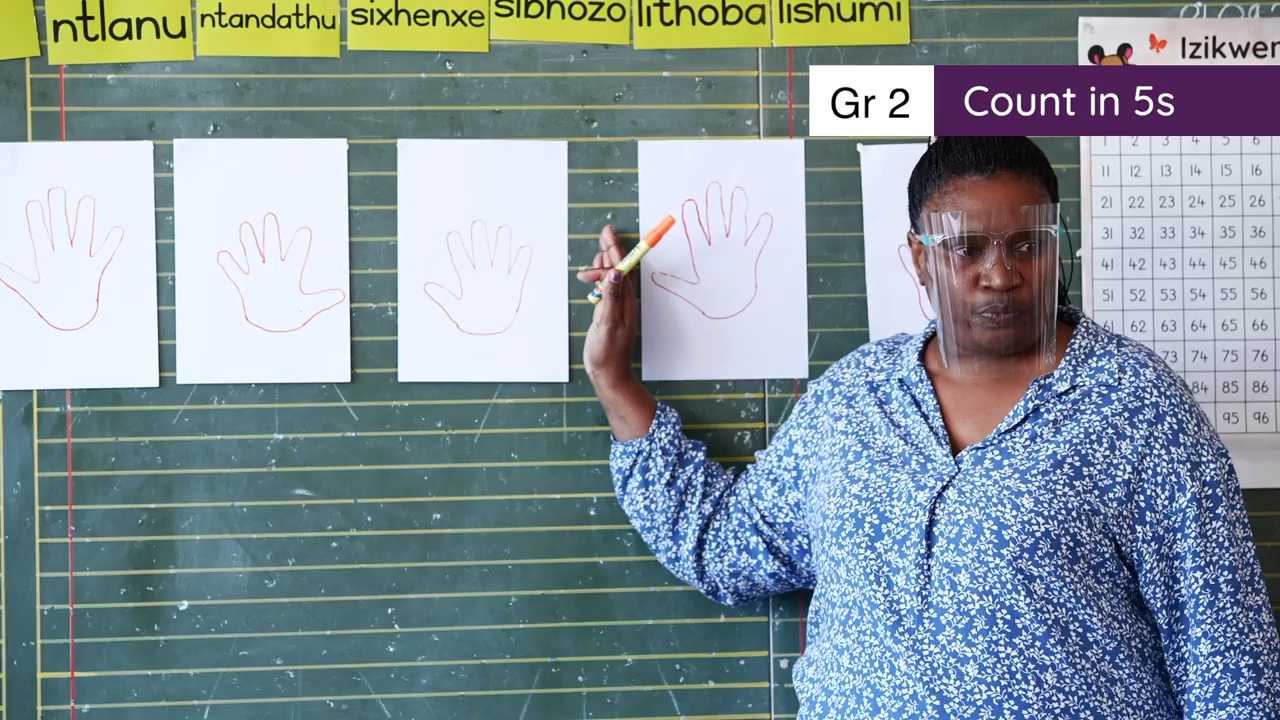 ntlanu
ntandathu
sixhenxe
sibhozo
lithoba
lishumi
Izikwer
Gr 2
Count in 5s
1 2 3 4 5 6
11 12 13 14 15 16
21 22 23 24 25 26
31 32 33 34 35 36
41 42 43 44 45 46
51 52 53 54 55 56
61 62 63 64 65 66
73 74 75 76
84 85 86
95 96